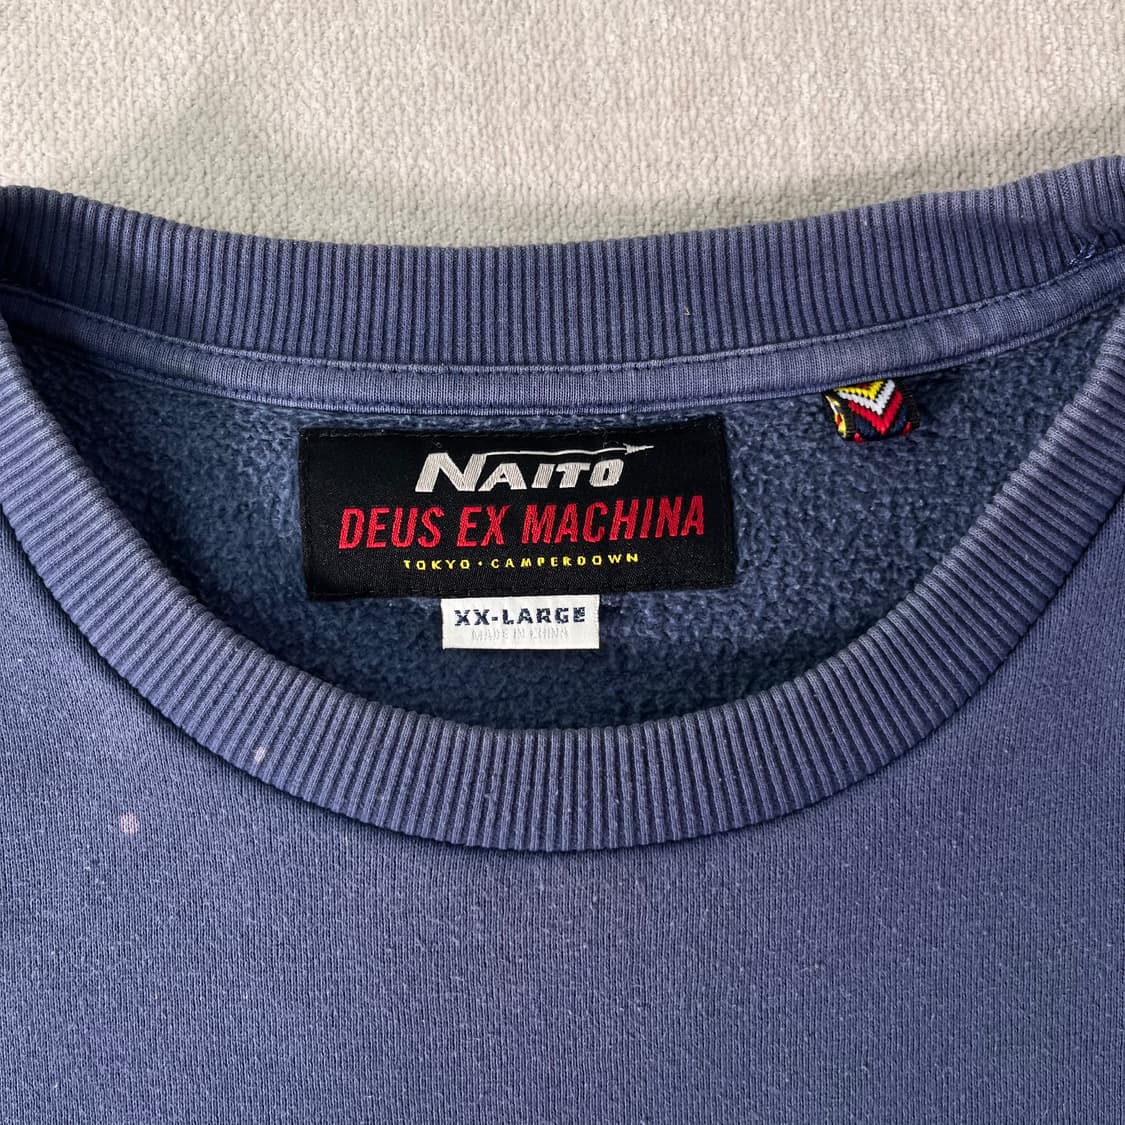 NAITO
DEUS EX MACHINA
TOKYO · CAMPERDOWN
XX-LARGE
MADE IN CHINA